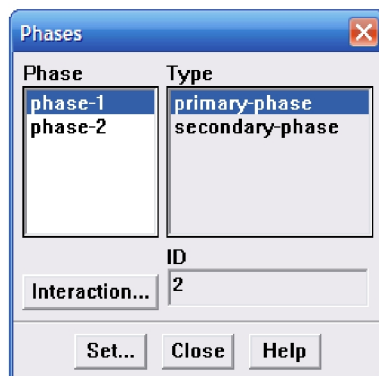 Phases
Phase Type
phase-1 primary-phase
phase-2 secondary-phase
ID
Interaction... 2
Set... Close Help